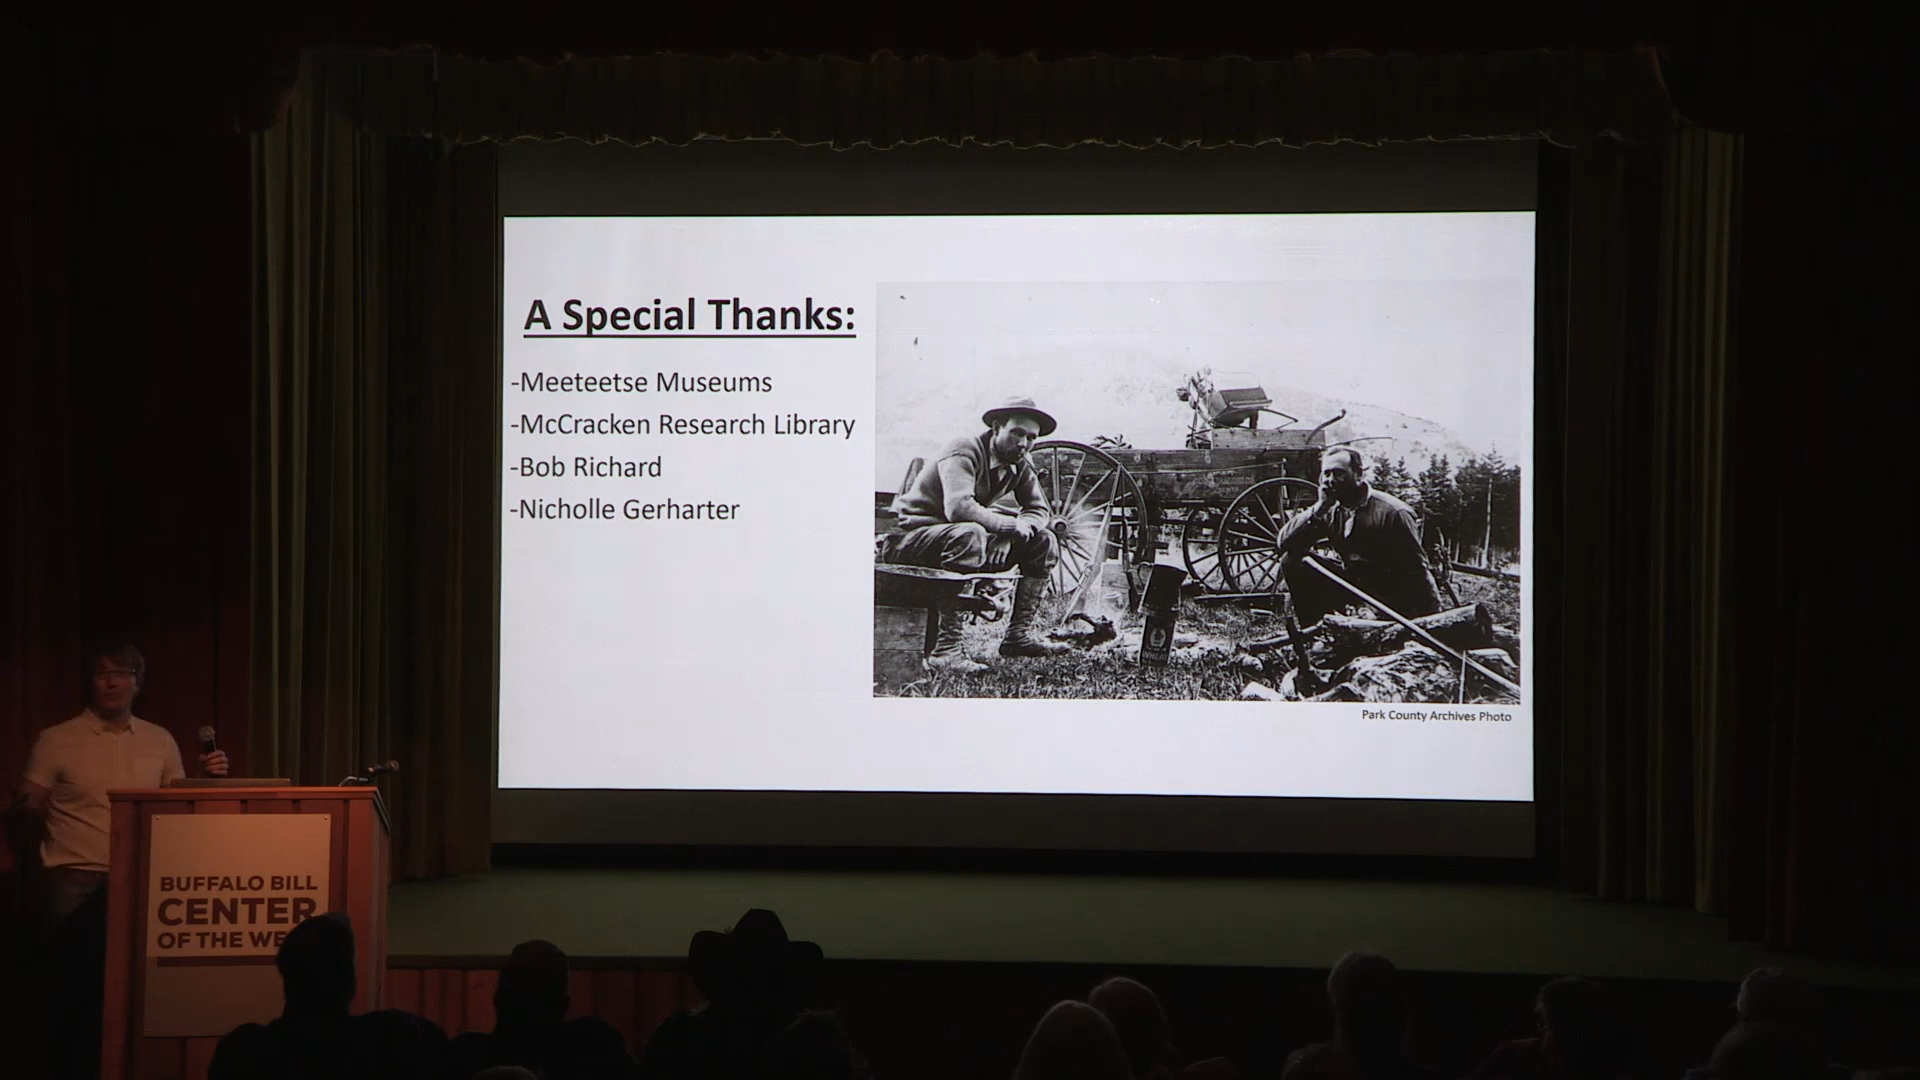 A Special Thanks:
-Meeteetse Museums
-McCracken Research Library
-Bob Richard
-Nicholle Gerharter
Park County Archives Photo
BUFFALO BILL
CENTER
OF THE WE